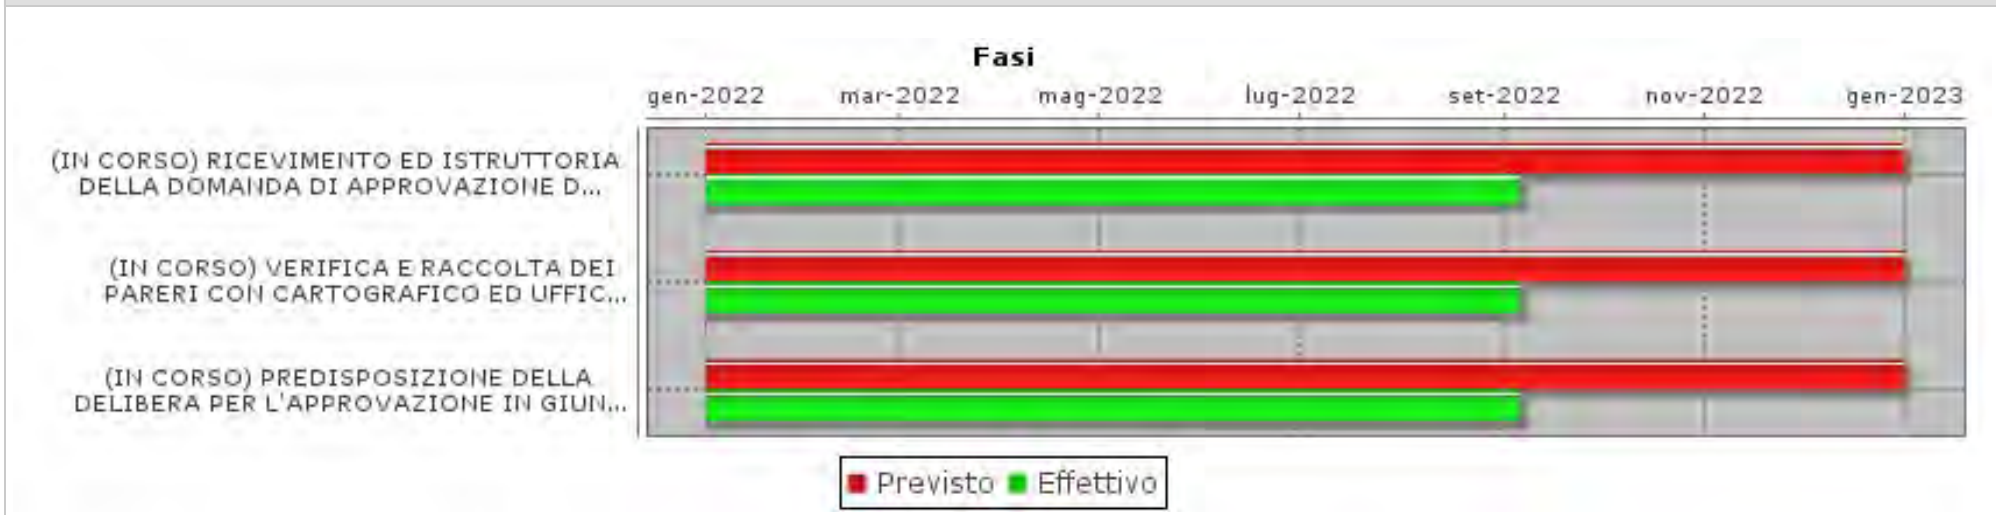 Fasi
gen-2022 mar-2022 mag-2022 lug-2022 set-2022 nov-2022 gen-2023
(IN CORSO) RICEVIMENTO ED ISTRUTTORIA
DELLA DOMANDA DI APPROVAZIONE D...
(IN CORSO) VERIFICA E RACCOLTA DEI
PARERI CON CARTOGRAFICO ED UFFIC...
(IN CORSO) PREDISPOSIZIONE DELLA
DELIBERA PER L'APPROVAZIONE IN GIUN...
Previsto Effettivo